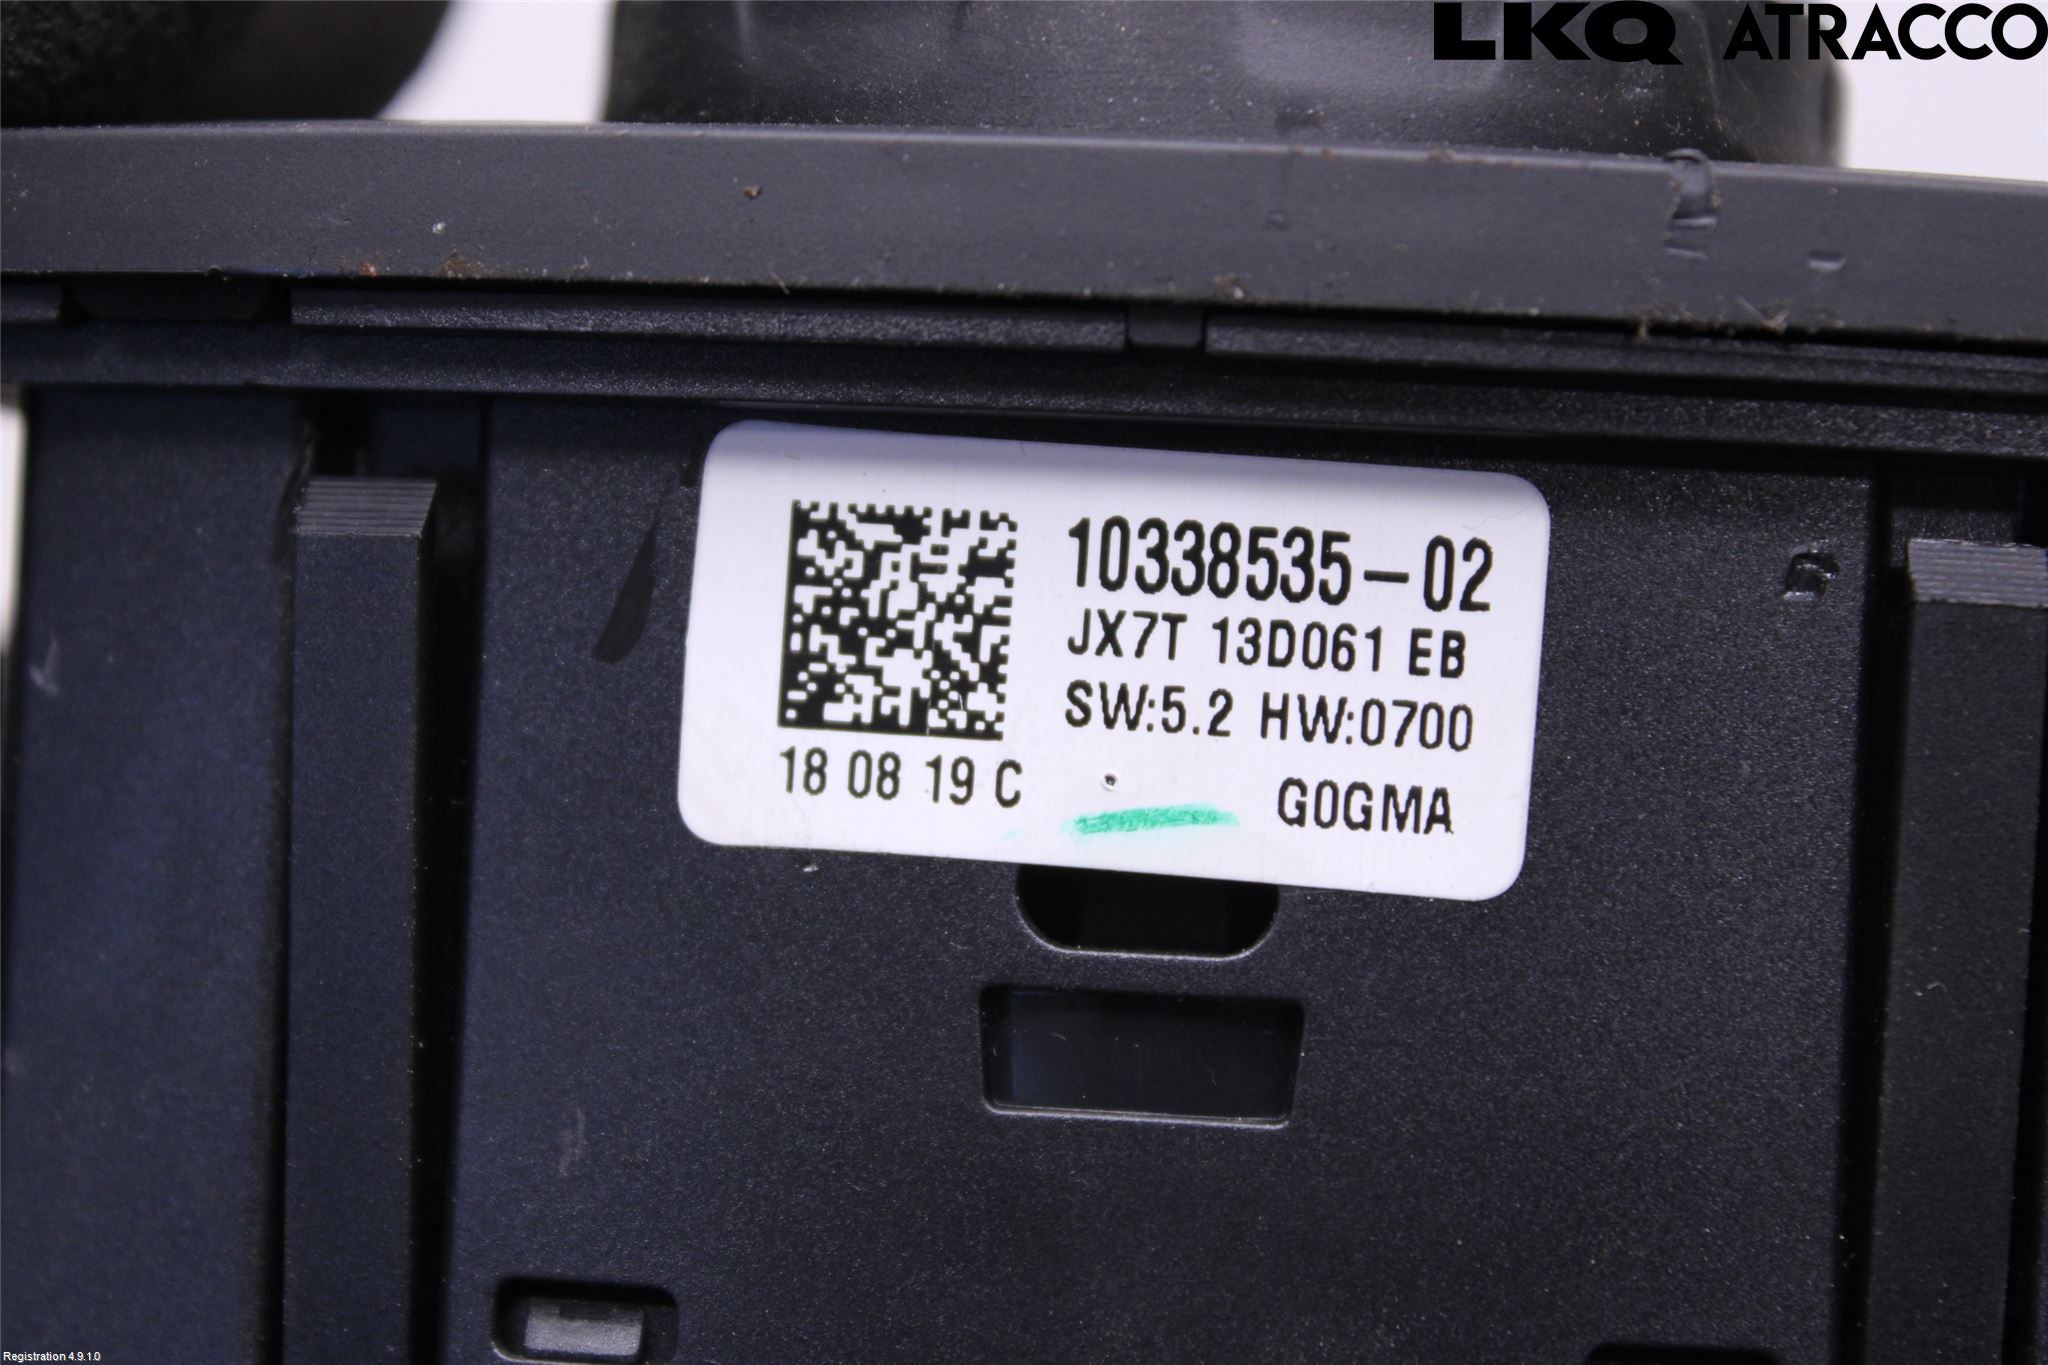 LKQ ATRACCO
10338535-02
JX7T 13D061 EB
SW:5.2 HW:0700
18 08 19 C
G0GMA
Registration 4.9.1.0